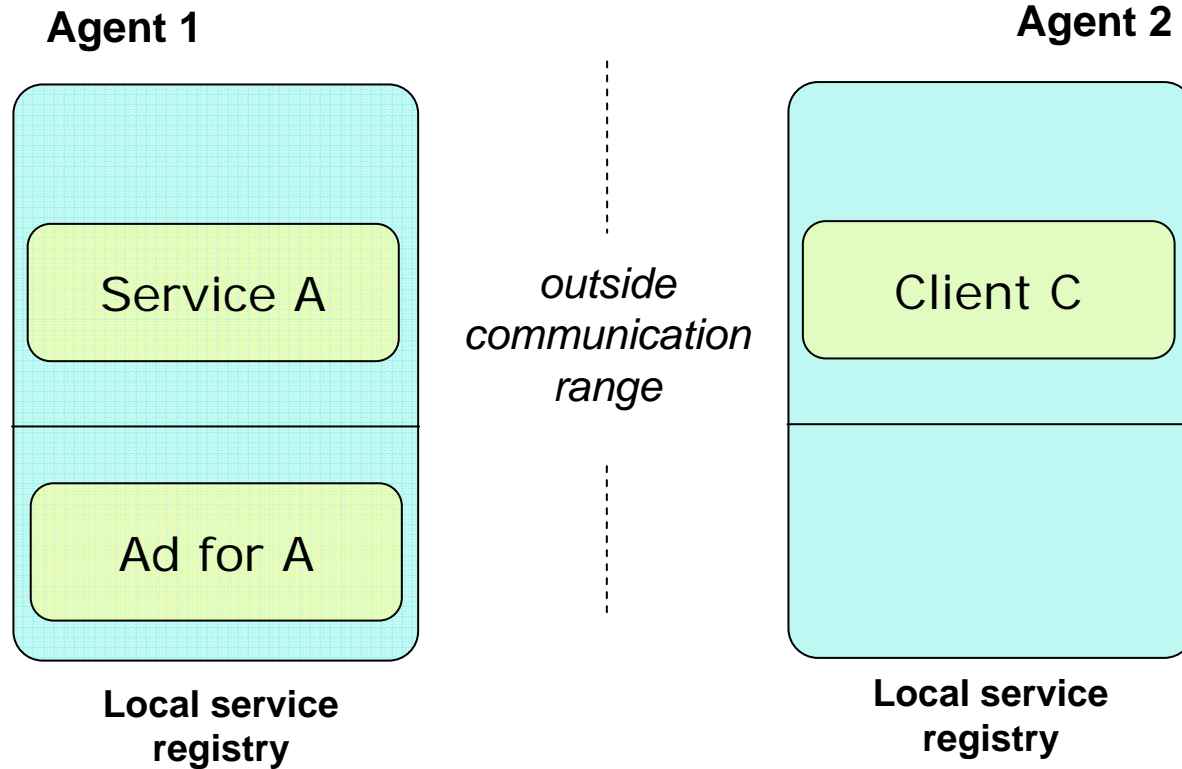 Agent 1
Agent 2
Service A
outside
communication
range
Client C
Ad for A
Local service
registry
Local service
registry